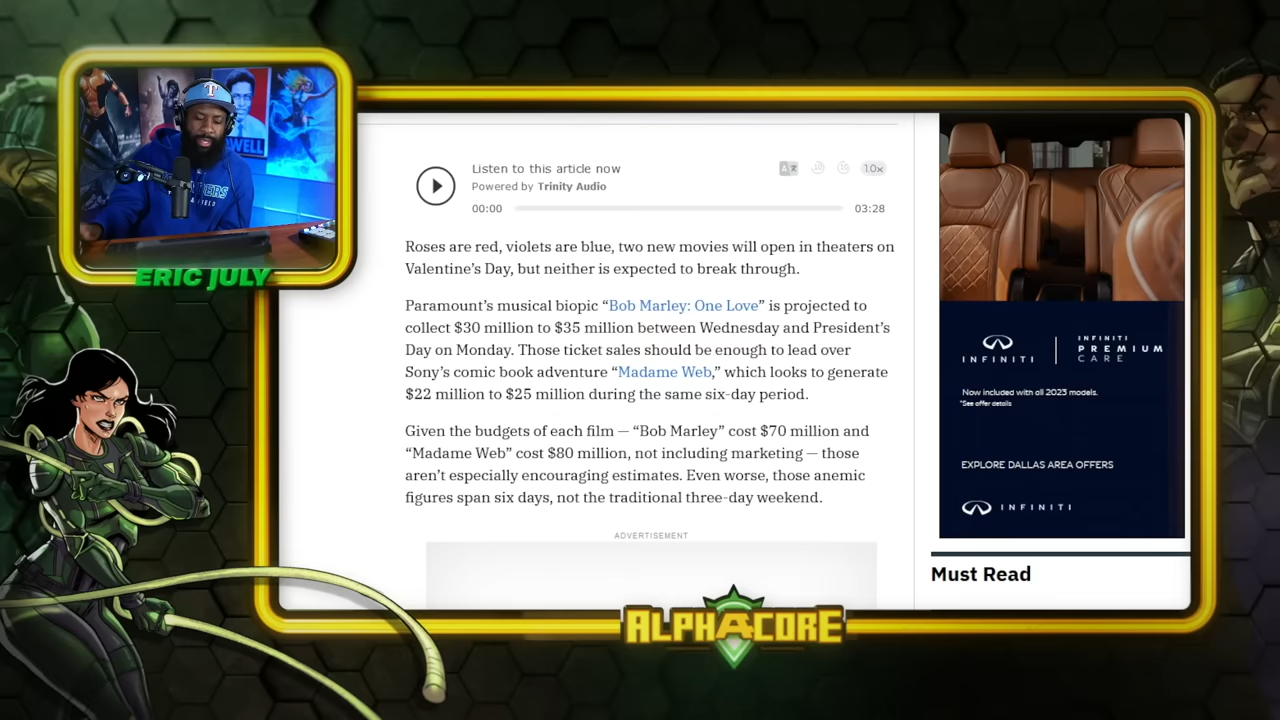 T
OWELL
ERIC JULY
Listen to this article now
Powered by Trinity Audio
1.0x
00:00
03:28
Roses are red, violets are blue, two new movies will open in theaters on
Valentine’s Day, but neither is expected to break through.
Paramount’s musical biopic “Bob Marley: One Love” is projected to
collect $30 million to $35 million between Wednesday and President’s
Day on Monday. Those ticket sales should be enough to lead over
Sony’s comic book adventure “Madame Web,” which looks to generate
$22 million to $25 million during the same six-day period.
Given the budgets of each film — “Bob Marley” cost $70 million and
“Madame Web” cost $80 million, not including marketing — those
aren’t especially encouraging estimates. Even worse, those anemic
figures span six days, not the traditional three-day weekend.
ADVERTISEMENT
INFINITI
INFINITI
PREMIUM
CARE
Now included with all 2023 models.
*See offer details
EXPLORE DALLAS AREA OFFERS
INFINITI
Must Read
ALPHACORE